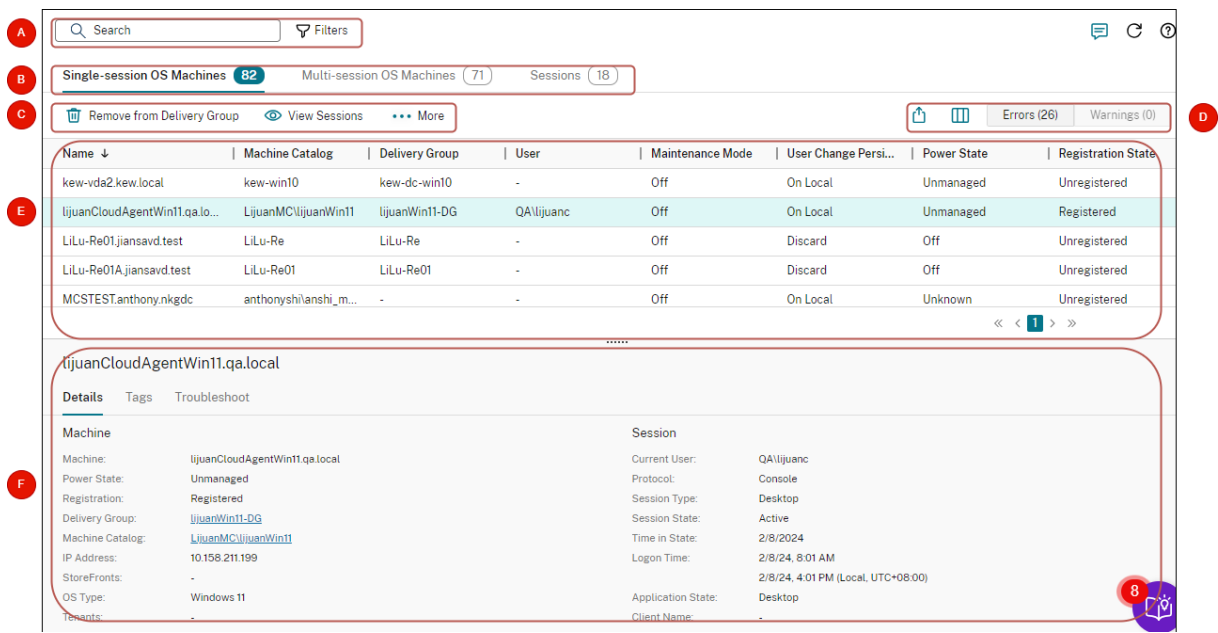 A
Search Filters
B
Single-session OS Machines 82 Multi-session OS Machines 71 Sessions 18
C
Remove from Delivery Group View Sessions ••• More Errors (26) Warnings (0)
D
Name ↓ Machine Catalog Delivery Group User Maintenance Mode User Change Persi... Power State Registration State
kew-vda2.kew.local kew-win10 kew-dc-win10 - Off On Local Unmanaged Unregistered
E
lijuanCloudAgentWin11.qa.lo... LijuanMC\lijuanWin11 lijuanWin11-DG QA\lijuanc Off On Local Unmanaged Registered
LiLu-Re01.jiansavd.test LiLu-Re LiLu-Re - Off Discard Off Unregistered
LiLu-Re01A.jiansavd.test LiLu-Re01 LiLu-Re01 - Off Discard Off Unregistered
MCSTEST.anthony.nkgdc anthonyshi\anshi_m... - - Off On Local Unknown Unregistered
« < 1 > »
lijuanCloudAgentWin11.qa.local
Details Tags Troubleshoot
Machine Session
Machine: lijuanCloudAgentWin11.qa.local Current User: QA\lijuanc
Power State: Unmanaged Protocol: Console
F
Registration: Registered Session Type: Desktop
Delivery Group: lijuanWin11-DG Session State: Active
Machine Catalog: LijuanMC\lijuanWin11 Time in State: 2/8/2024
IP Address: 10.158.211.199 Logon Time: 2/8/24, 8:01 AM
StoreFronts: - 2/8/24, 4:01 PM (Local, UTC+08:00)
8
OS Type: Windows 11 Application State: Desktop
Tenants: - Client Name: -